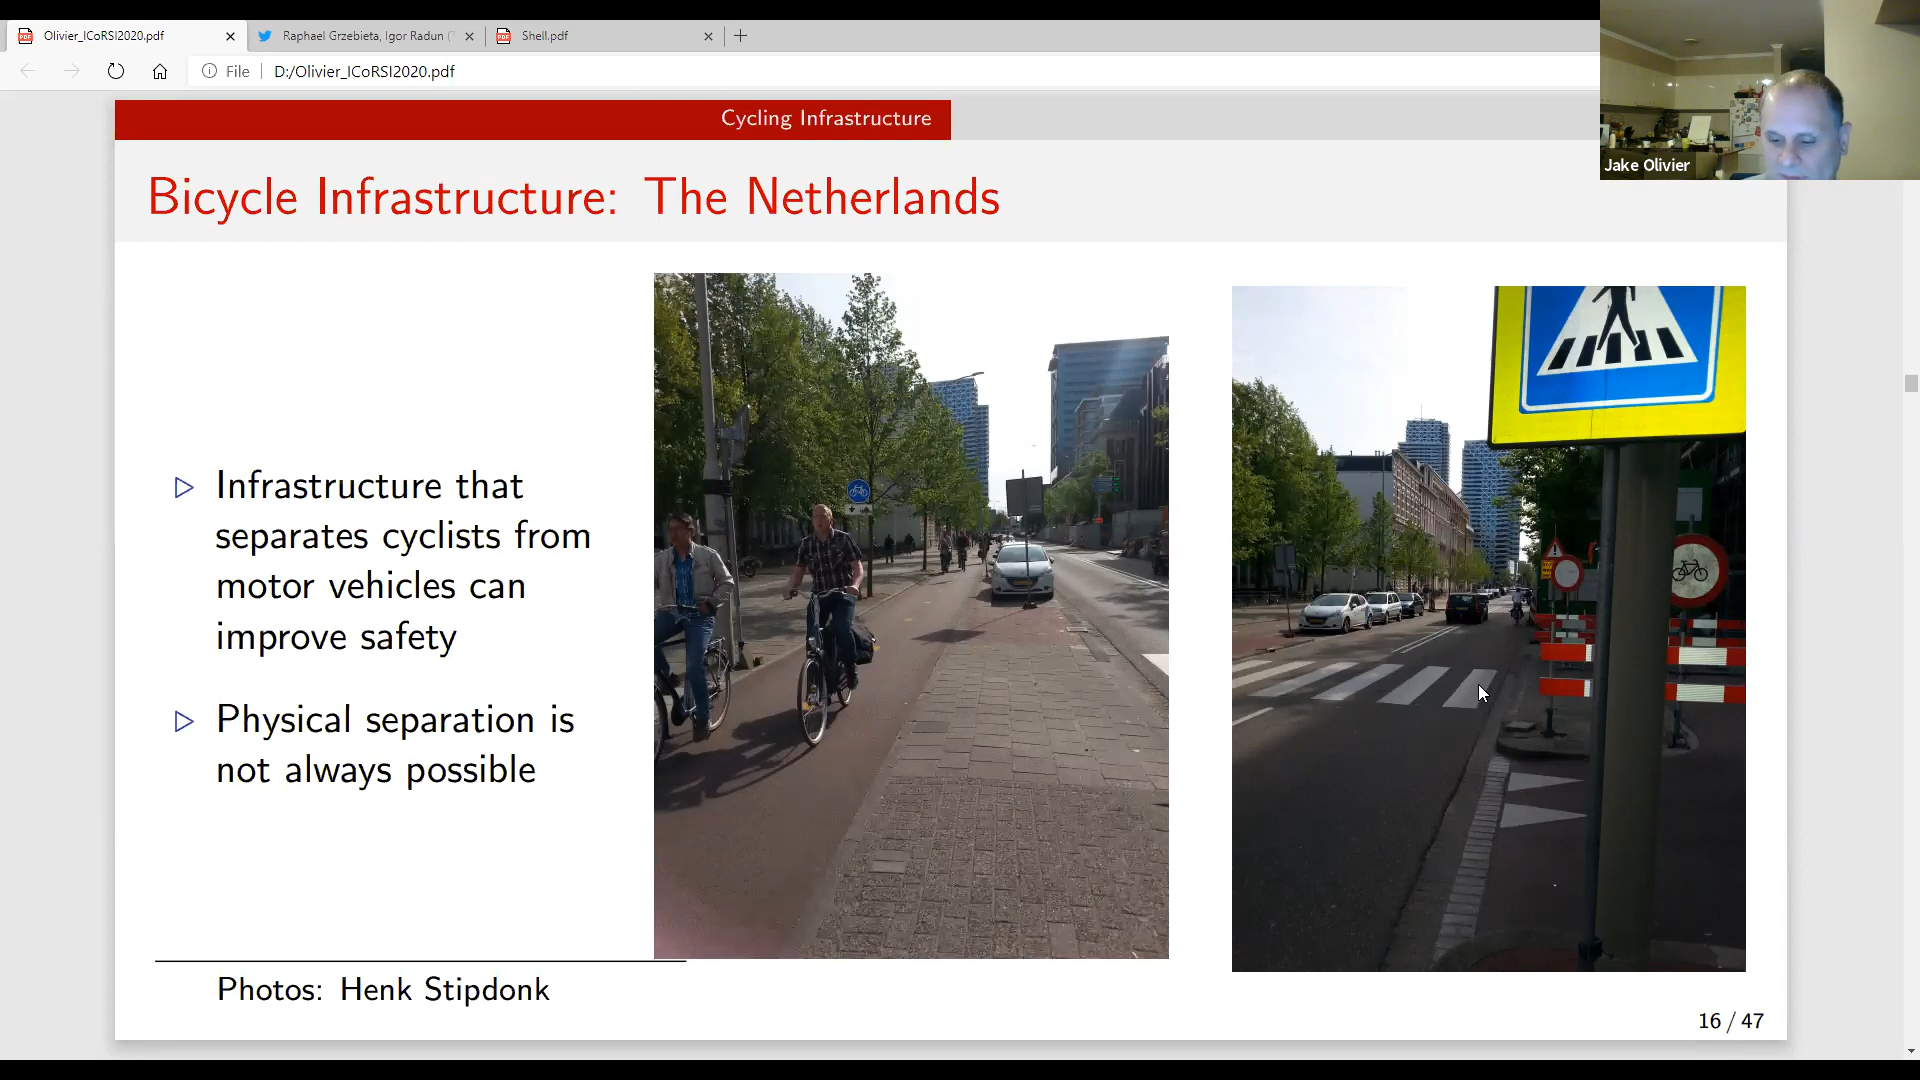 Olivier_ICoRSI2020.pdf
Raphael Grzebieta, Igor Radun ("
Shell.pdf
File
D:/Olivier_ICoRSI2020.pdf
Jake Olivier
Cycling Infrastructure
Bicycle Infrastructure: The Netherlands
Infrastructure that
separates cyclists from
motor vehicles can
improve safety
Physical separation is
not always possible
Photos: Henk Stipdonk
16 / 47